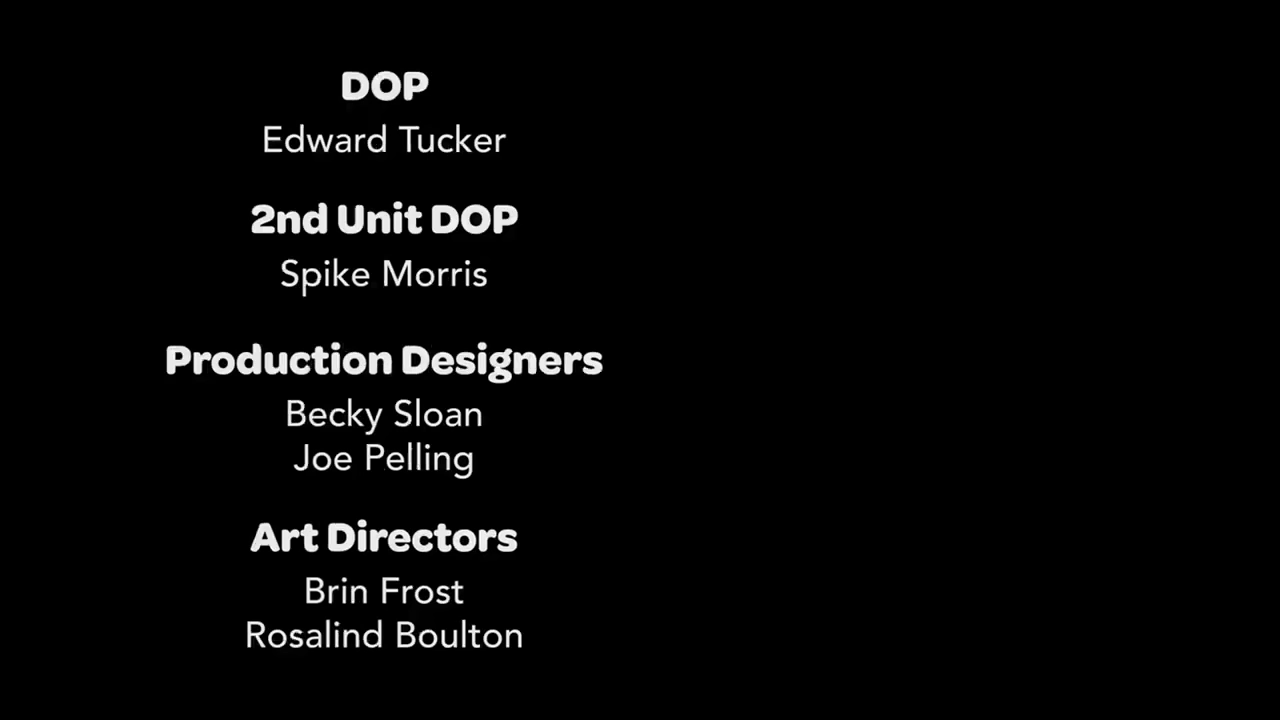 DOP
Edward Tucker
2nd Unit DOP
Spike Morris
Production Designers
Becky Sloan
Joe Pelling
Art Directors
Brin Frost
Rosalind Boulton